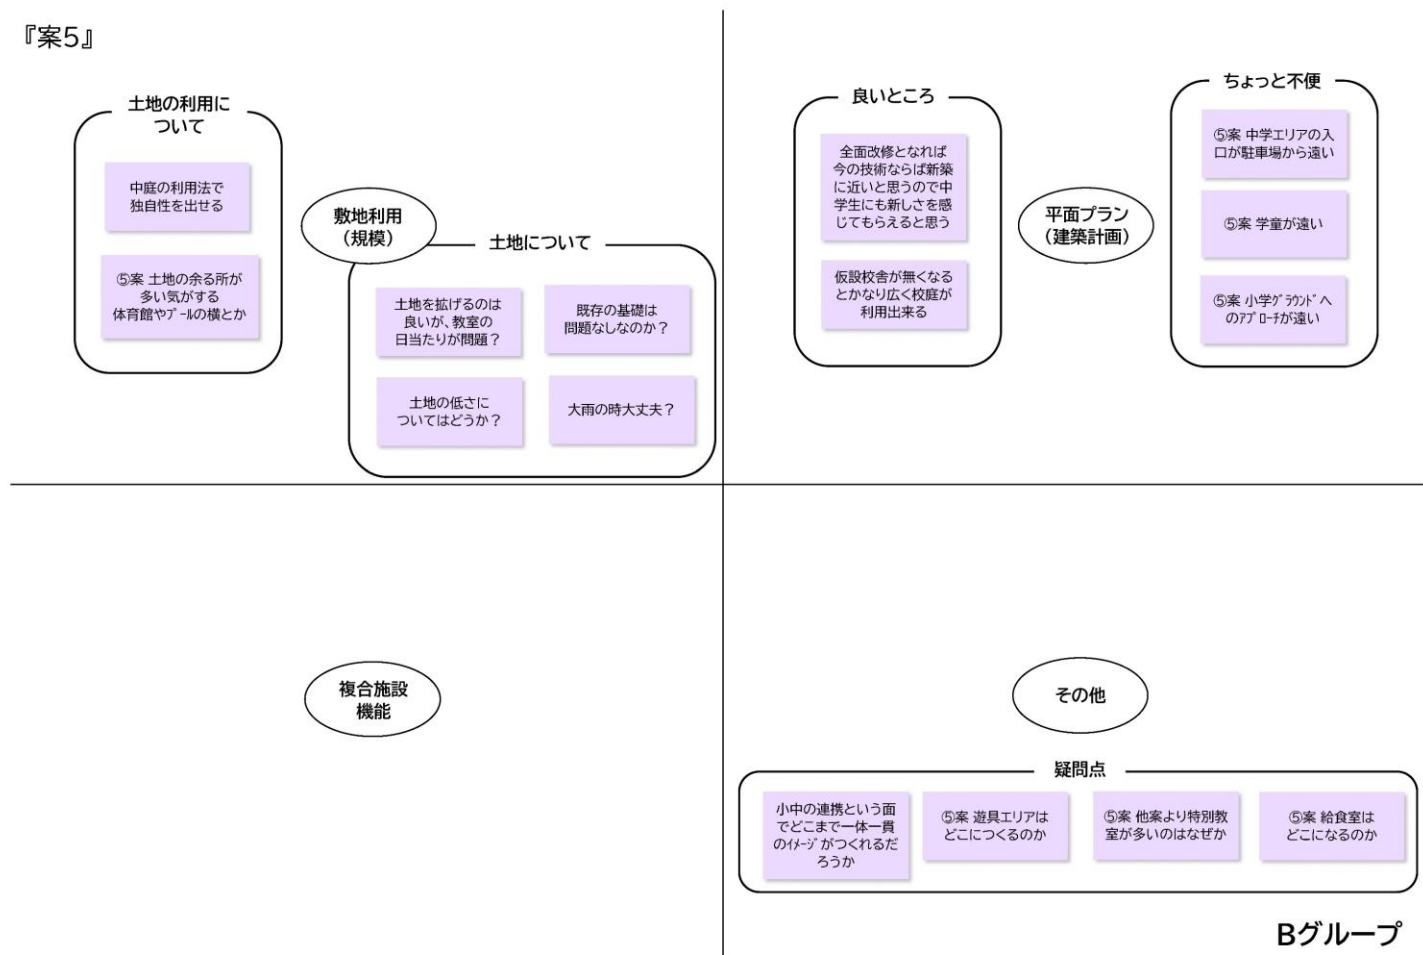 『案5』
土地の利用に
ついて
中庭の利用法で
独自性を出せる
⑤案 土地の余る所が
多い気がする
体育館やﾌﾟｰﾙの横とか
敷地利用
（規模）
土地について
土地を拡げるのは
良いが、教室の
日当たりが問題？
既存の基礎は
問題なしなのか？
土地の低さに
ついてはどうか？
大雨の時大丈夫？
良いところ
全面改修となれば
今の技術ならば新築
に近いと思うので中
学生にも新しさを感
じてもらえると思う
仮設校舎が無くなる
とかなり広く校庭が
利用出来る
平面プラン
（建築計画）
ちょっと不便
⑤案 中学エリアの入
口が駐車場から遠い
⑤案 学童が遠い
⑤案 小学ｸﾞﾗｳﾝﾄﾞへ
のｱﾌﾟﾛｰﾁが遠い
複合施設
機能
その他
疑問点
小中の連携という面
でどこまで一体一貫
のｲﾒｰｼﾞがつくれるだ
ろうか
⑤案 遊具エリアは
どこにつくるのか
⑤案 他案より特別教
室が多いのはなぜか
⑤案 給食室は
どこになるのか
Bグループ